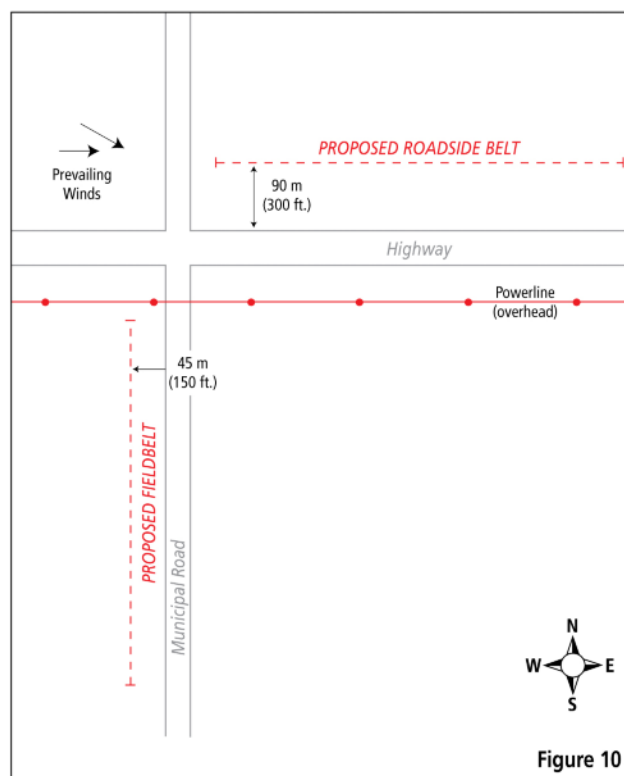 PROPOSED ROADSIDE BELT
Prevailing
Winds
90 m
(300 ft.)
Highway
Powerline
(overhead)
45 m
(150 ft.)
PROPOSED FIELDBELT
Municipal Road
N
W
E
S
Figure 10